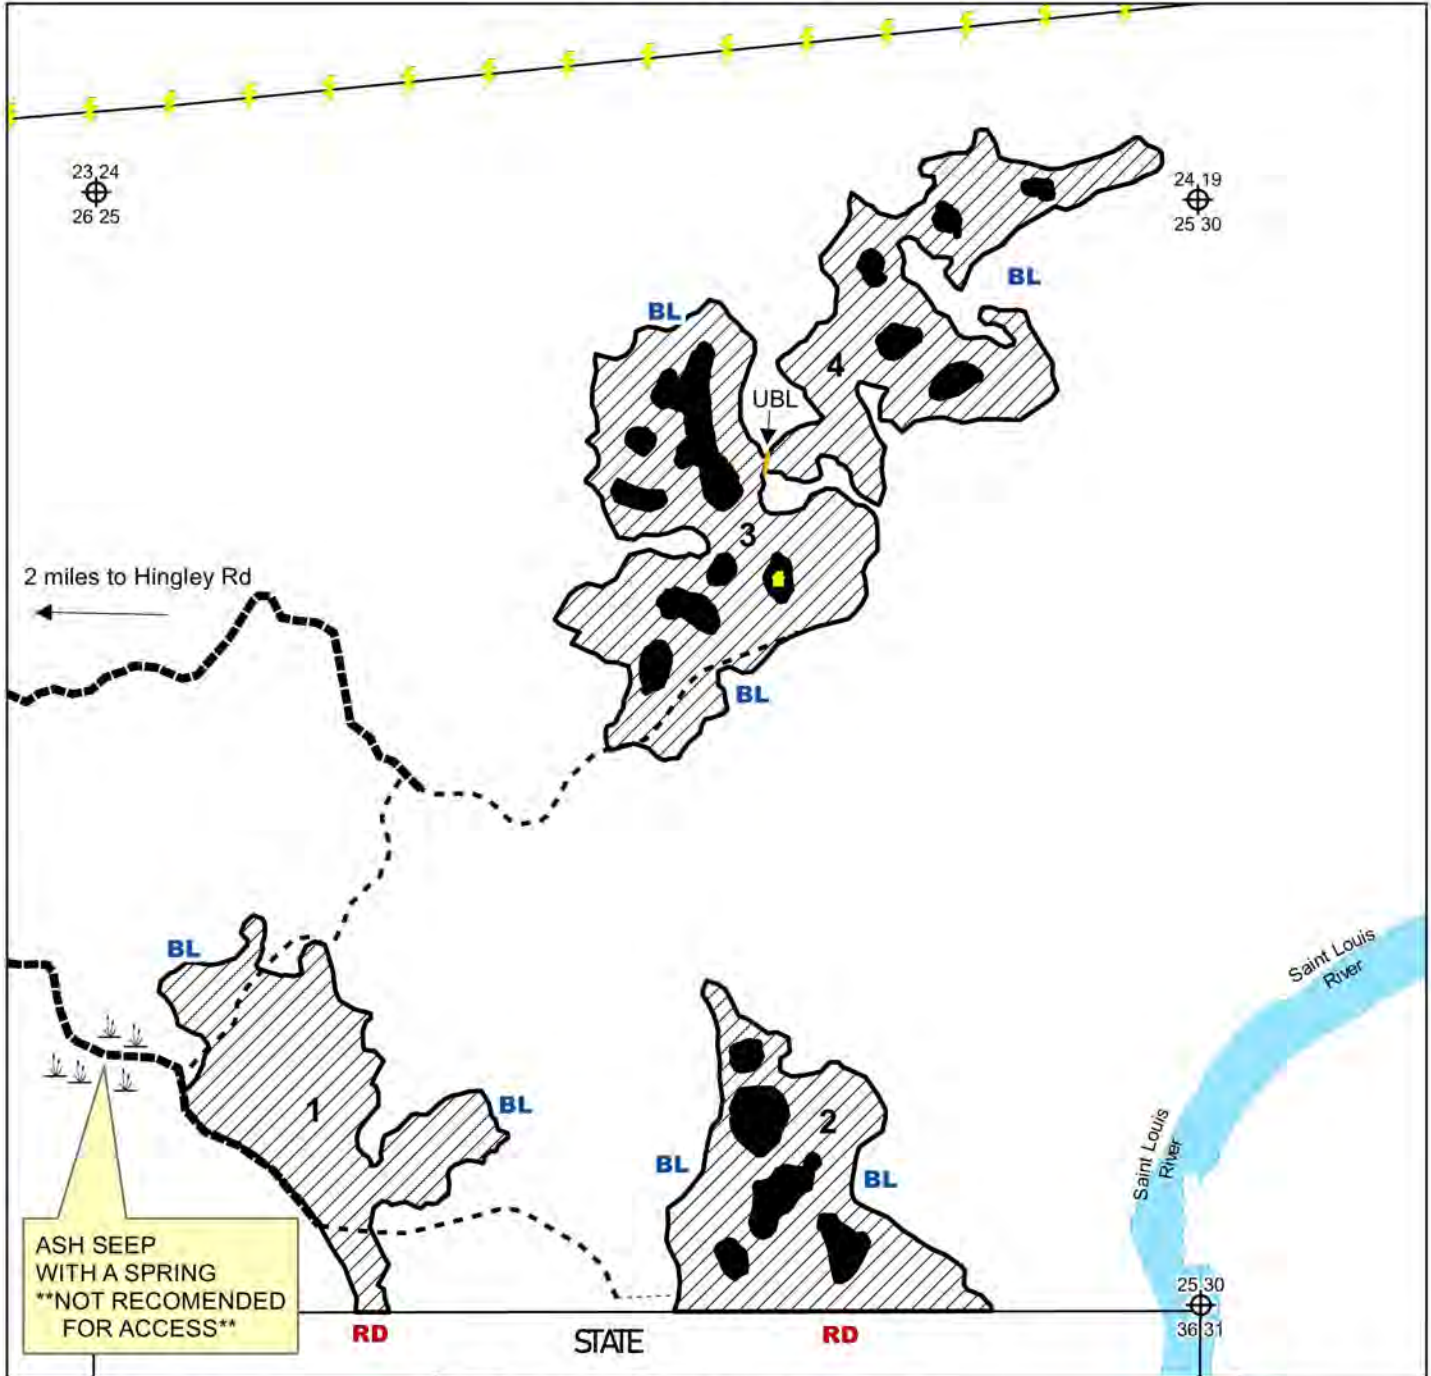 23 24
26 25
24 19
25 30
BL
BL
4
UBL
3
2 miles to Hingley Rd
BL
BL
Saint Louis
River
1
BL
2
Saint Louis
River
BL
BL
ASH SEEP
WITH A SPRING
**NOT RECOMENDED
FOR ACCESS**
25 30
36 31
RD
STATE
RD